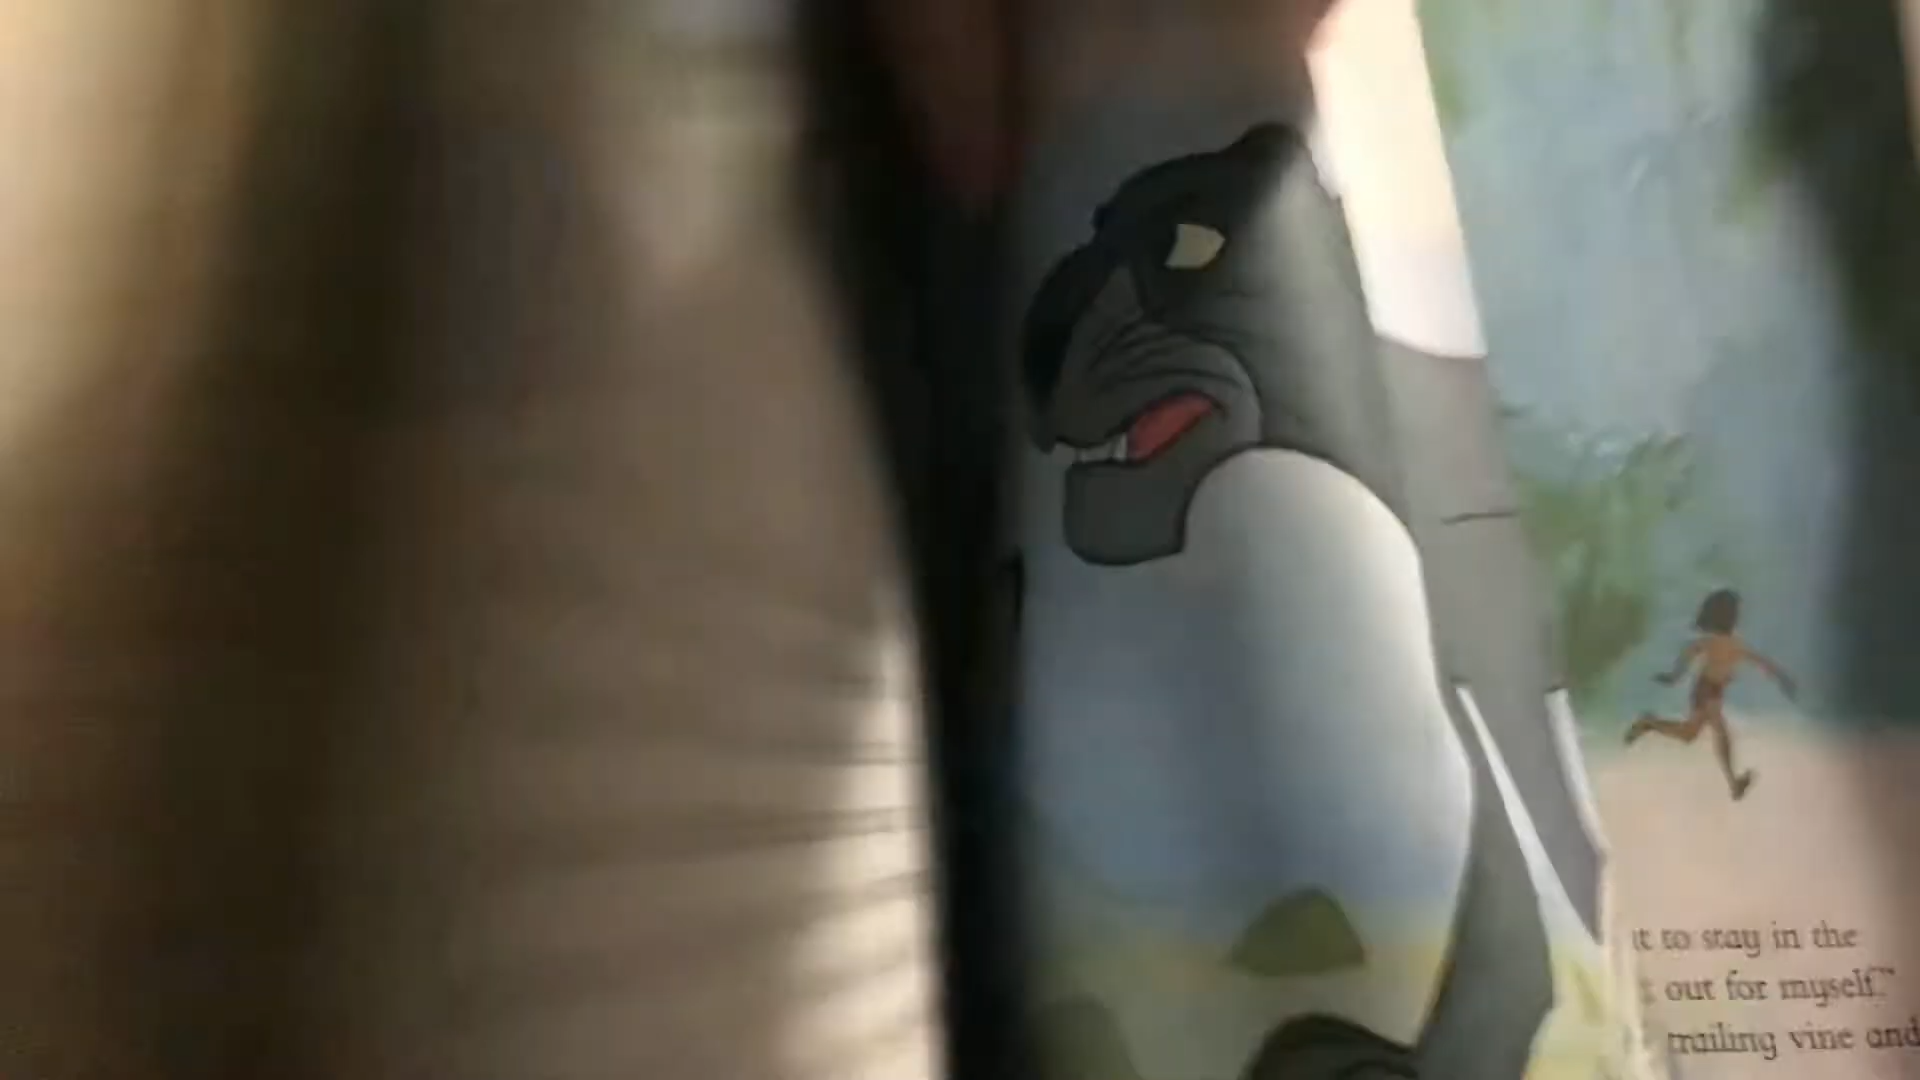 to stay in the
out for myself."
trailing vine and